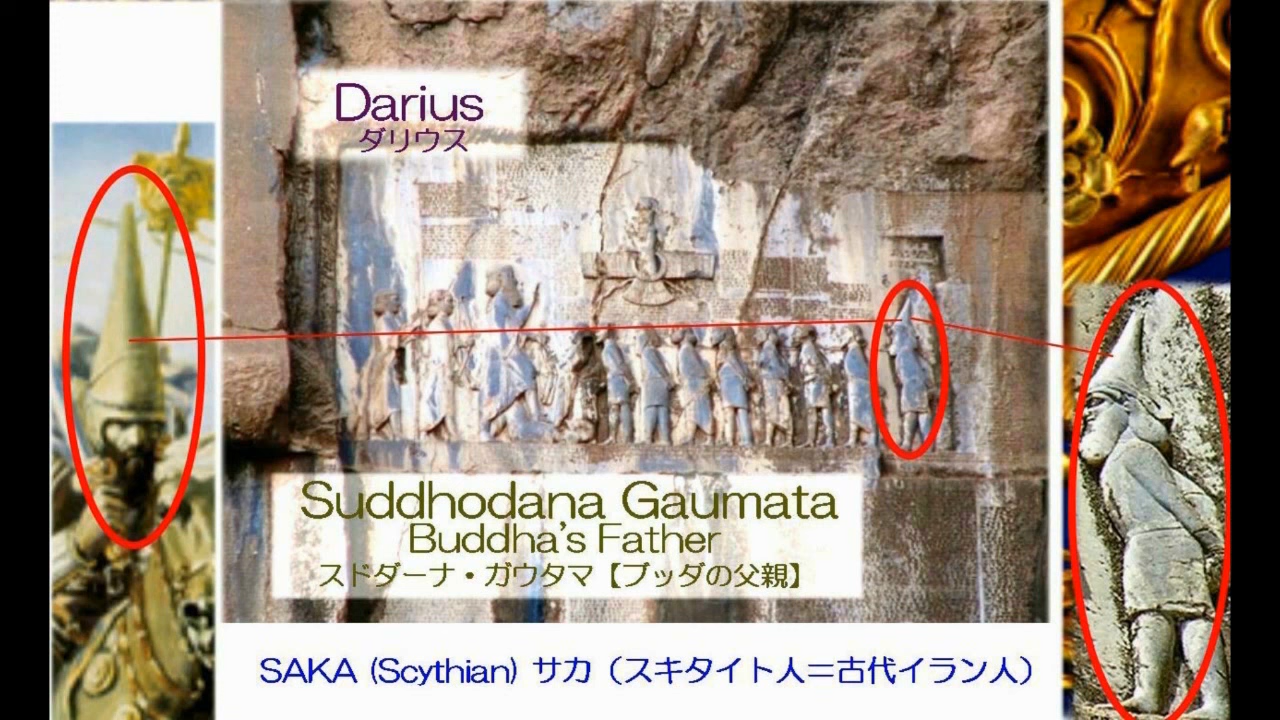 Darius
ダリウス
Suddhodana Gaumata
Buddha's Father
スドダーナ・ガウタマ【ブッダの父親】
SAKA (Scythian) サカ（スキタイト人＝古代イラン人）